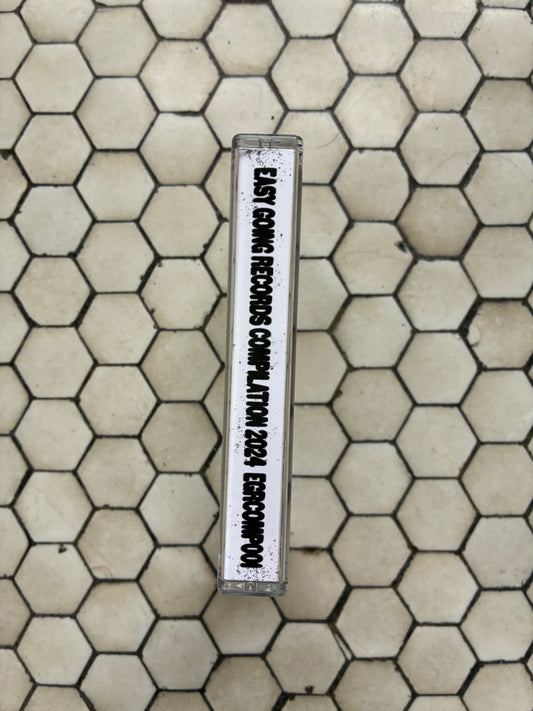 EASY GOING RECORDS COMPILATION 2024 EGRCOMP001